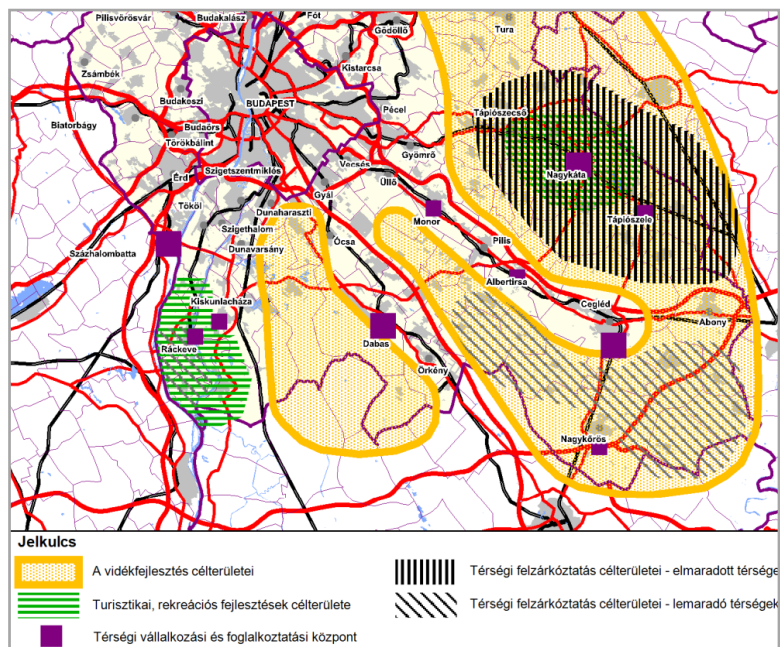 Pilisvörösvár
Budakalász
Fót
Gödöllő
Tura
Zsámbék
Kistarcsa
Budakeszi
BUDAPEST
Pécel
Tápiószecső
Biatorbágy
Budaörs
Törökbálint
Gyömrő
Vecsés
Érd
Szigetszentmiklós
Üllő
Nagykáta
Gyál
Tököl
Dunaharaszti
Monor
Tápiószele
Szigethalom
Ócsa
Pilis
Százhalombatta
Dunavarsány
Albertirsa
Kiskunlacháza
Cegléd
Abony
Ráckeve
Dabas
Örkény
Nagykőrös
Jelkulcs
A vidékfejlesztés célterületei
Térségi felzárkóztatás célterületei - elmaradott térsége
Turisztikai, rekreációs fejlesztések célterülete
Térségi felzárkóztatás célterületei - lemaradó térségek
Térségi vállalkozási és foglalkoztatási központ